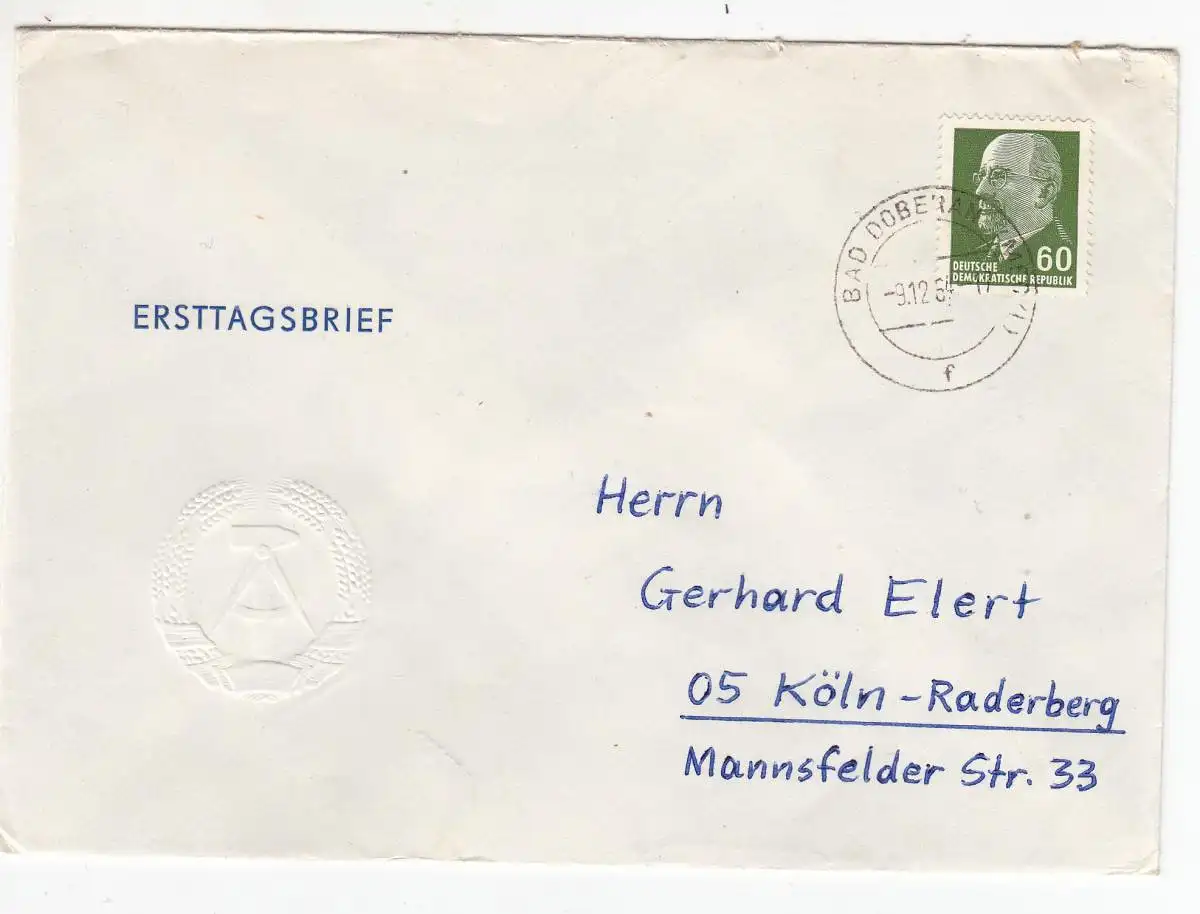 60
DEUTSCHE
DEMOKRATISCHE REPUBLIK
BAD DOBERAN
-9.12.64
f
ERSTTAGSBRIEF
Herrn
Gerhard Elert
05 Köln-Raderberg
Mannsfelder Str. 33